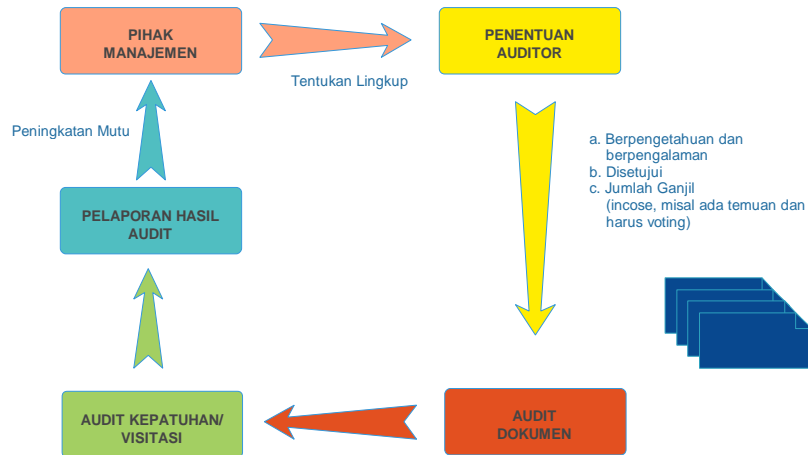 PIHAK
MANAJEMEN
PENENTUAN
AUDITOR
Tentukan Lingkup
Peningkatan Mutu
a. Berpengetahuan dan
berpengalaman
b. Disetujui
c. Jumlah Ganjil
(incose, misal ada temuan dan
harus voting)
PELAPORAN HASIL
AUDIT
AUDIT KEPATUHAN/
VISITASI
AUDIT
DOKUMEN